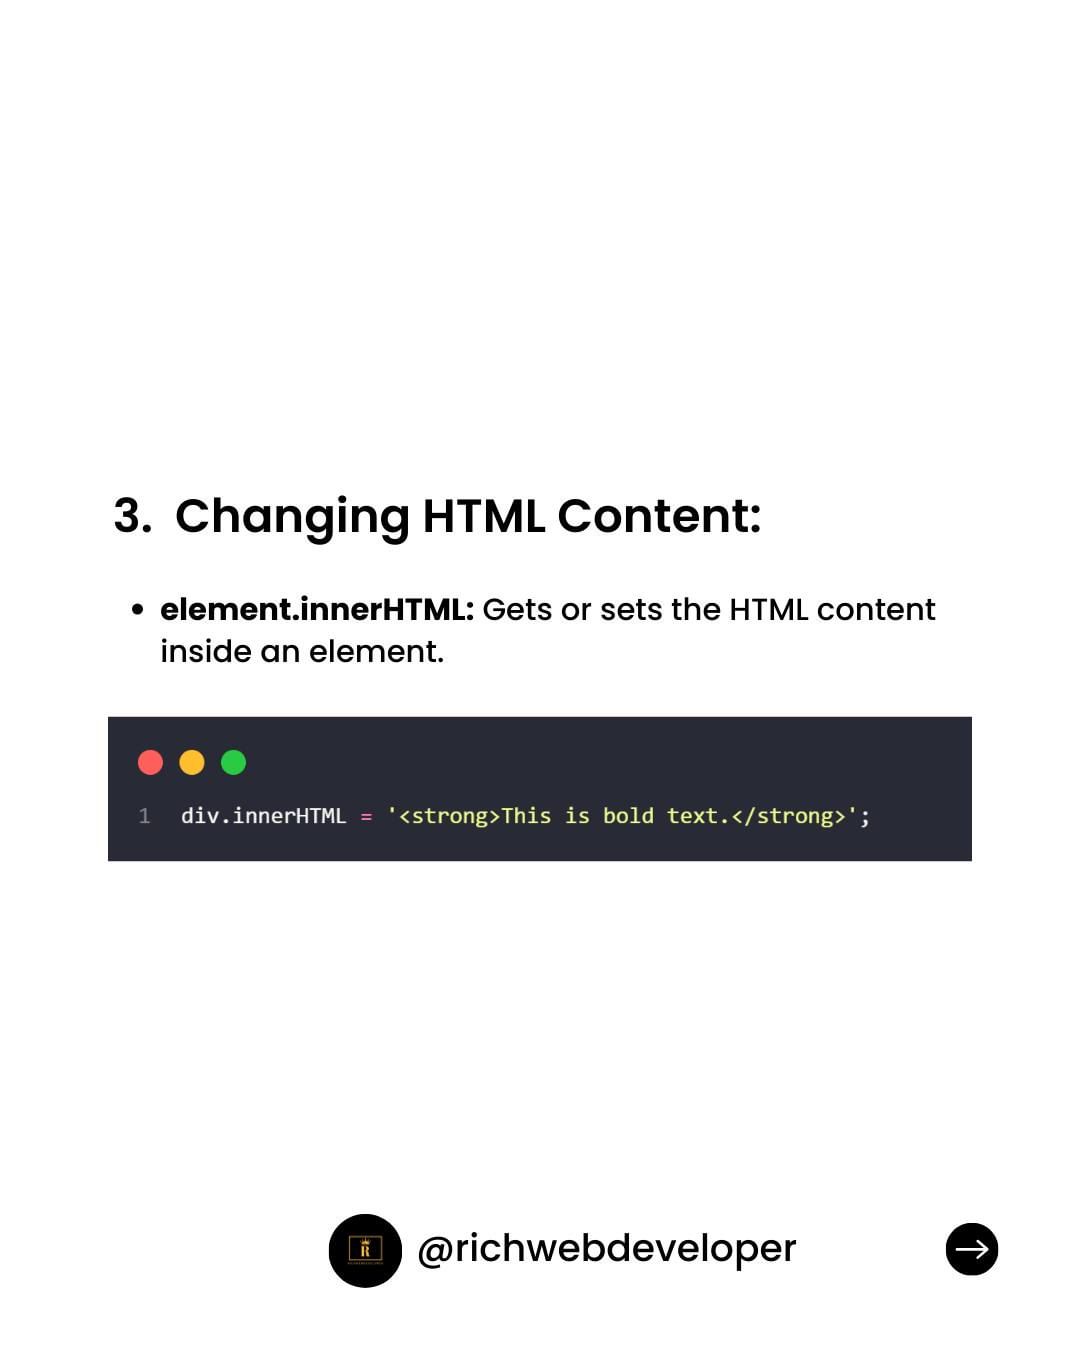 3. Changing HTML Content:
• element.innerHTML: Gets or sets the HTML content
inside an element.
1 div.innerHTML = '<strong>This is bold text.</strong>';
R
@richwebdeveloper